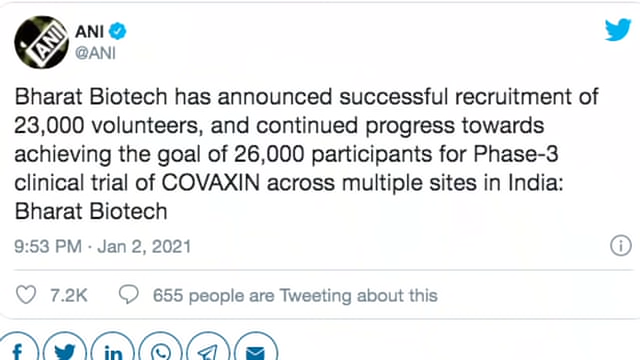 ANI
ANI
@ANI
Bharat Biotech has announced successful recruitment of
23,000 volunteers, and continued progress towards
achieving the goal of 26,000 participants for Phase-3
clinical trial of COVAXIN across multiple sites in India:
Bharat Biotech
9:53 PM · Jan 2, 2021
7.2K 655 people are Tweeting about this
f in